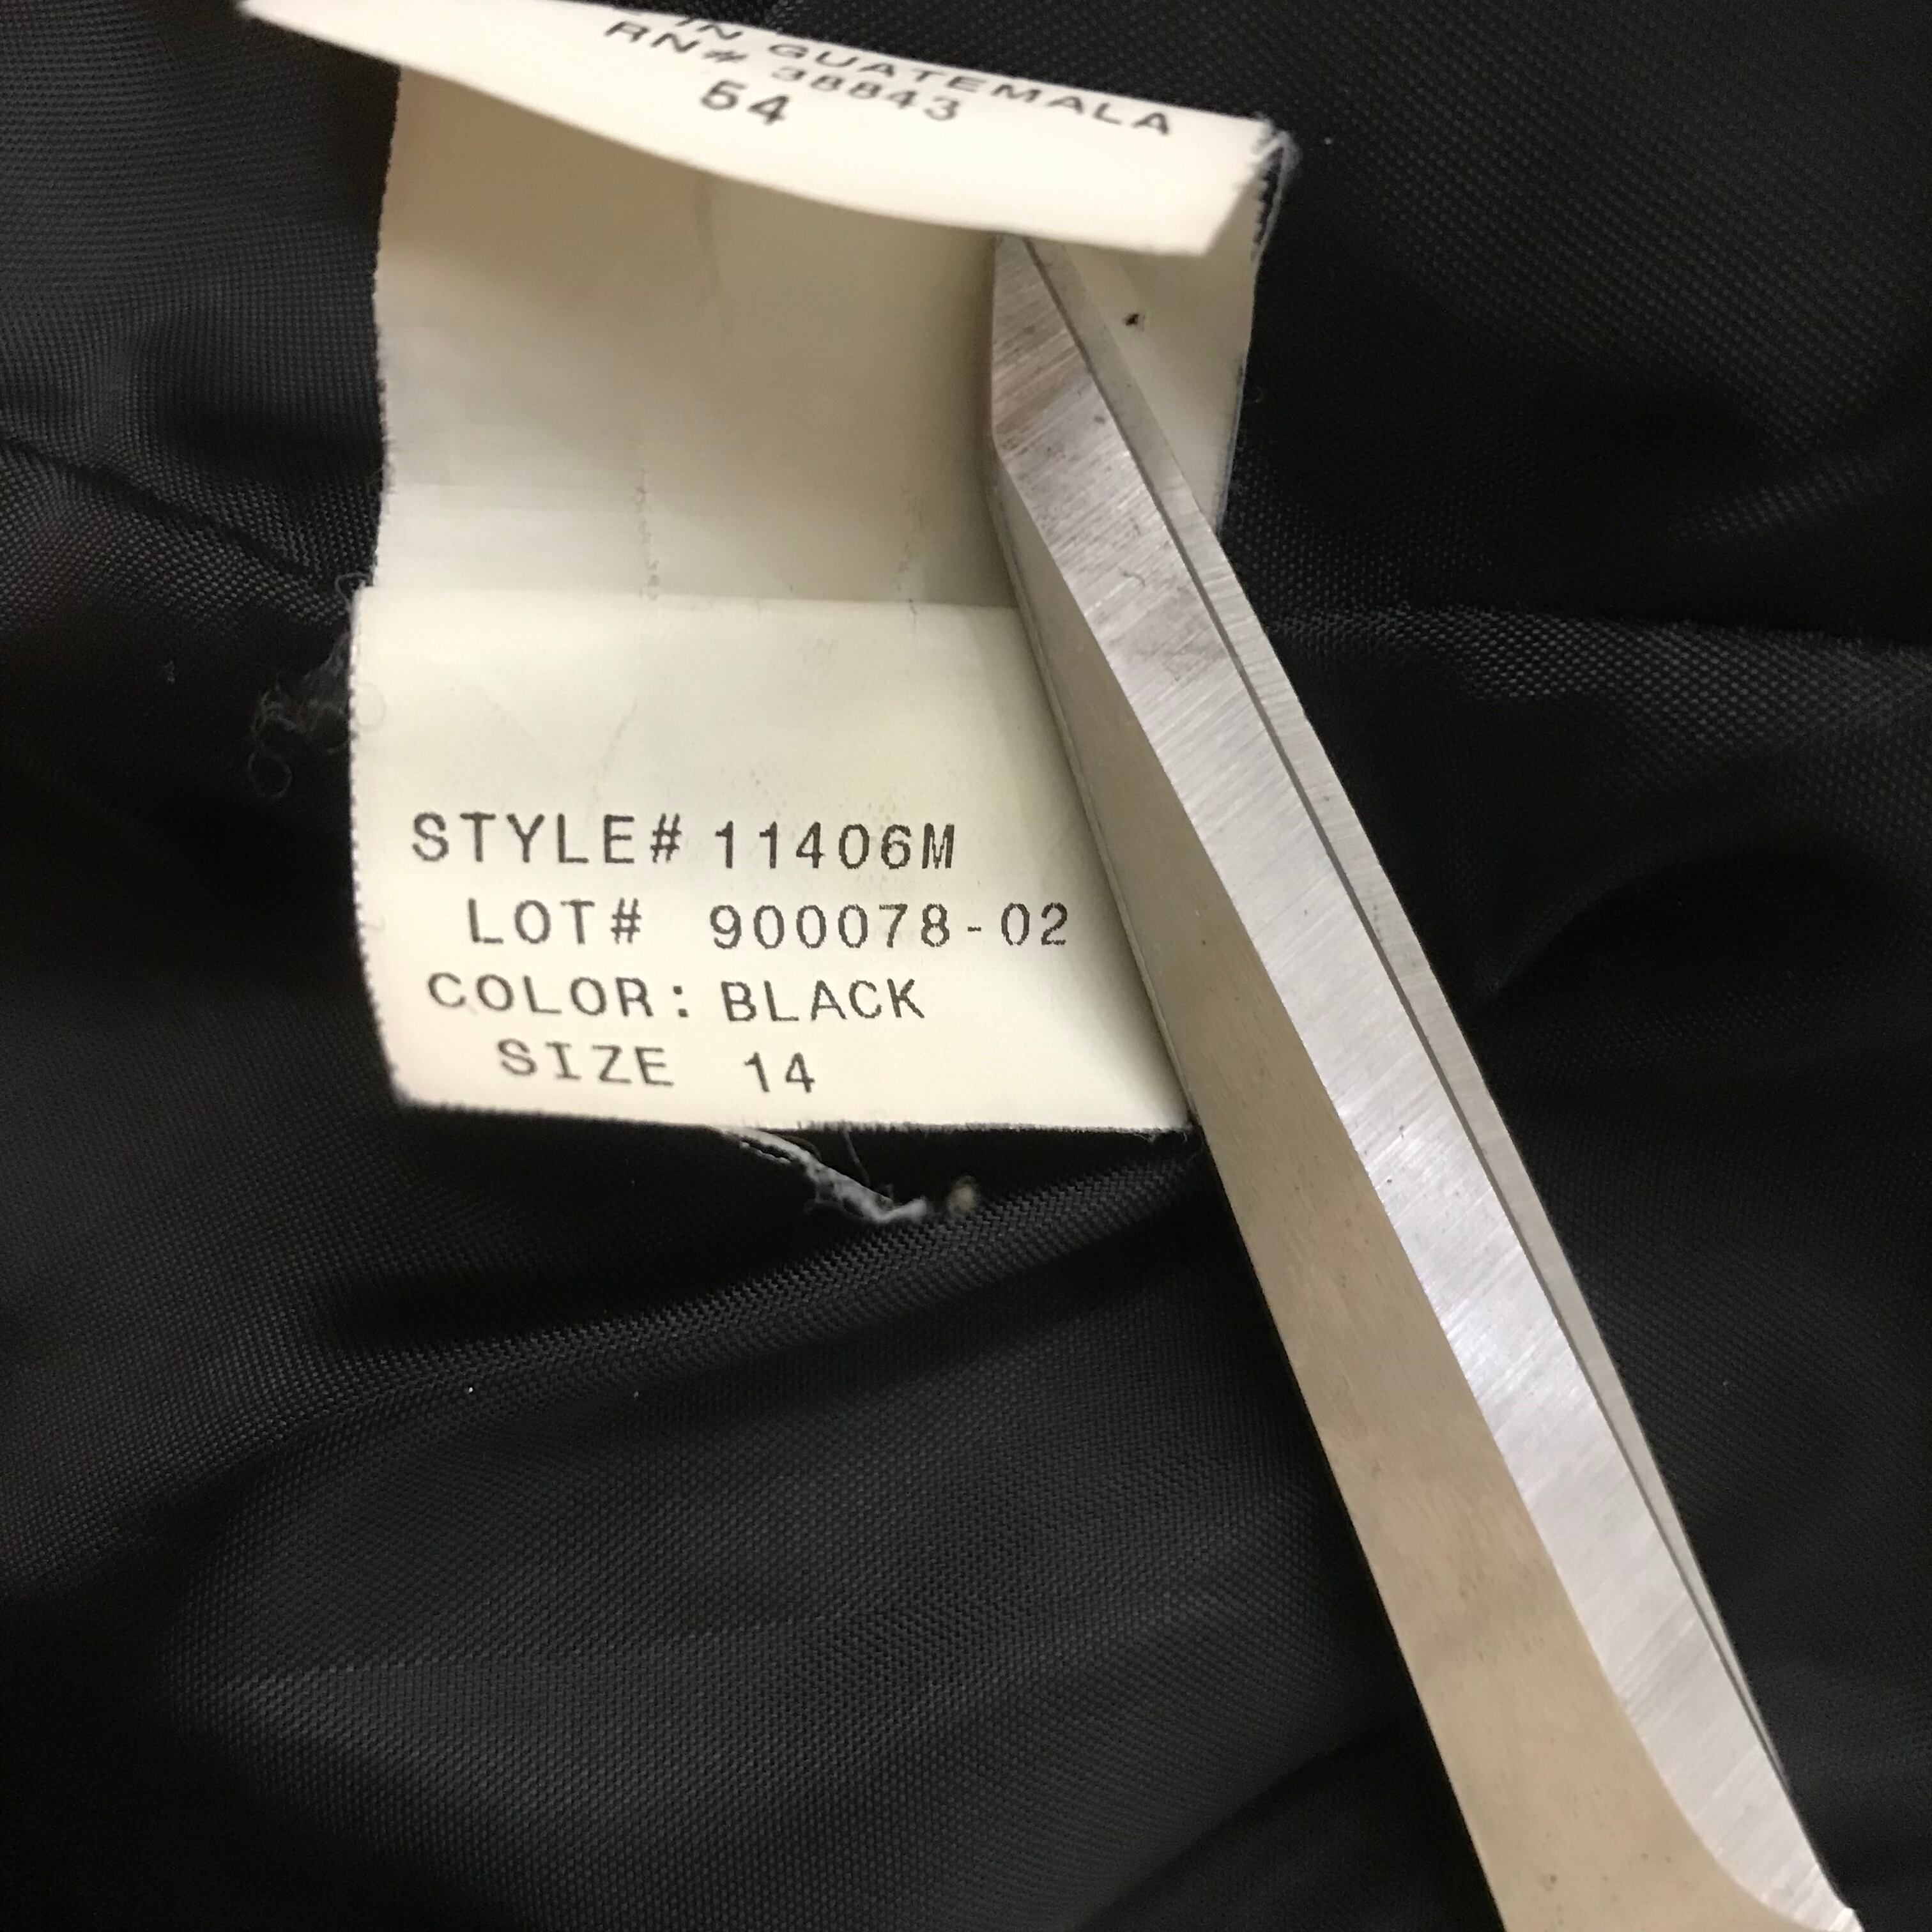 IN GUATEMALA
RN# 38843
54
STYLE# 11406M
LOT# 900078-02
COLOR: BLACK
SIZE 14